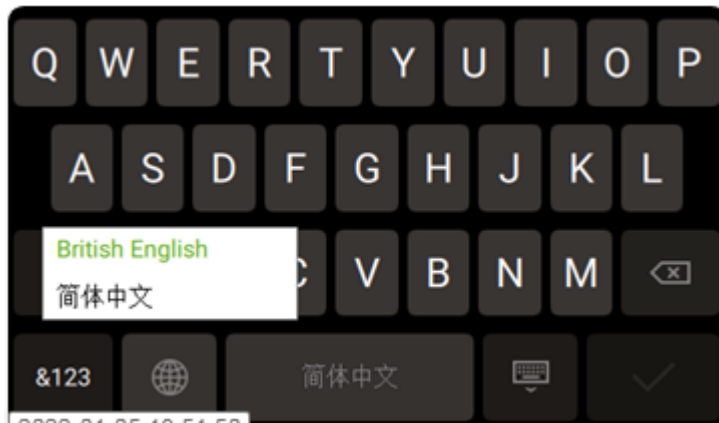 Q W E R T Y U I O P
A S D F G H J K L
British English
简体中文
C V B N M
&123
简体中文